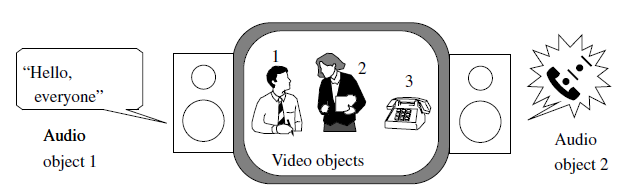 “Hello,
everyone”
Audio
object 1
1
2
3
Video objects
Audio
object 2